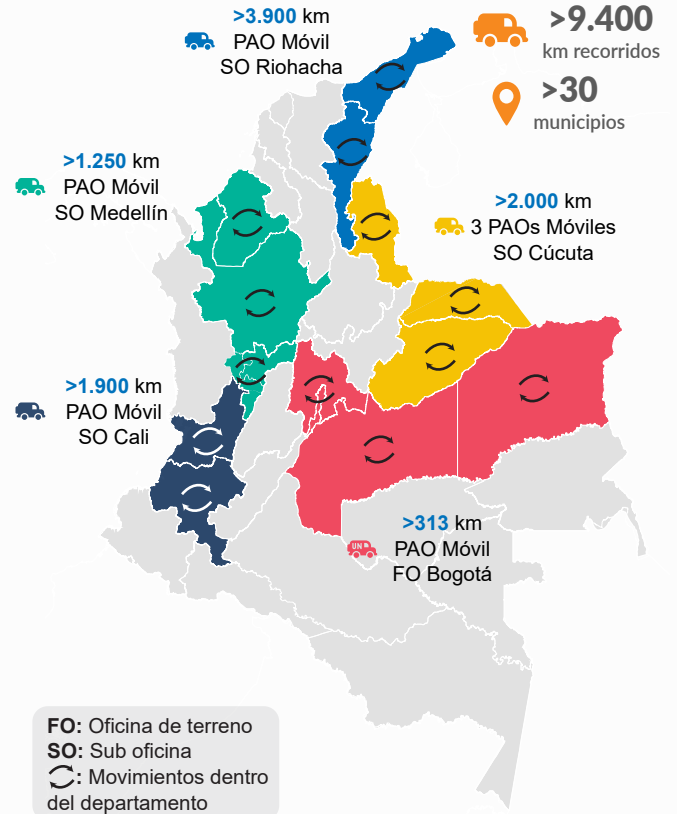 >3.900 km
PAO Móvil
SO Riohacha
>9.400
km recorridos
>30
municipios
>1.250 km
PAO Móvil
SO Medellín
>2.000 km
3 PAOs Móviles
SO Cúcuta
>1.900 km
PAO Móvil
SO Cali
>313 km
UN
PAO Móvil
FO Bogotá
FO: Oficina de terreno
SO: Sub oficina
: Movimientos dentro
del departamento